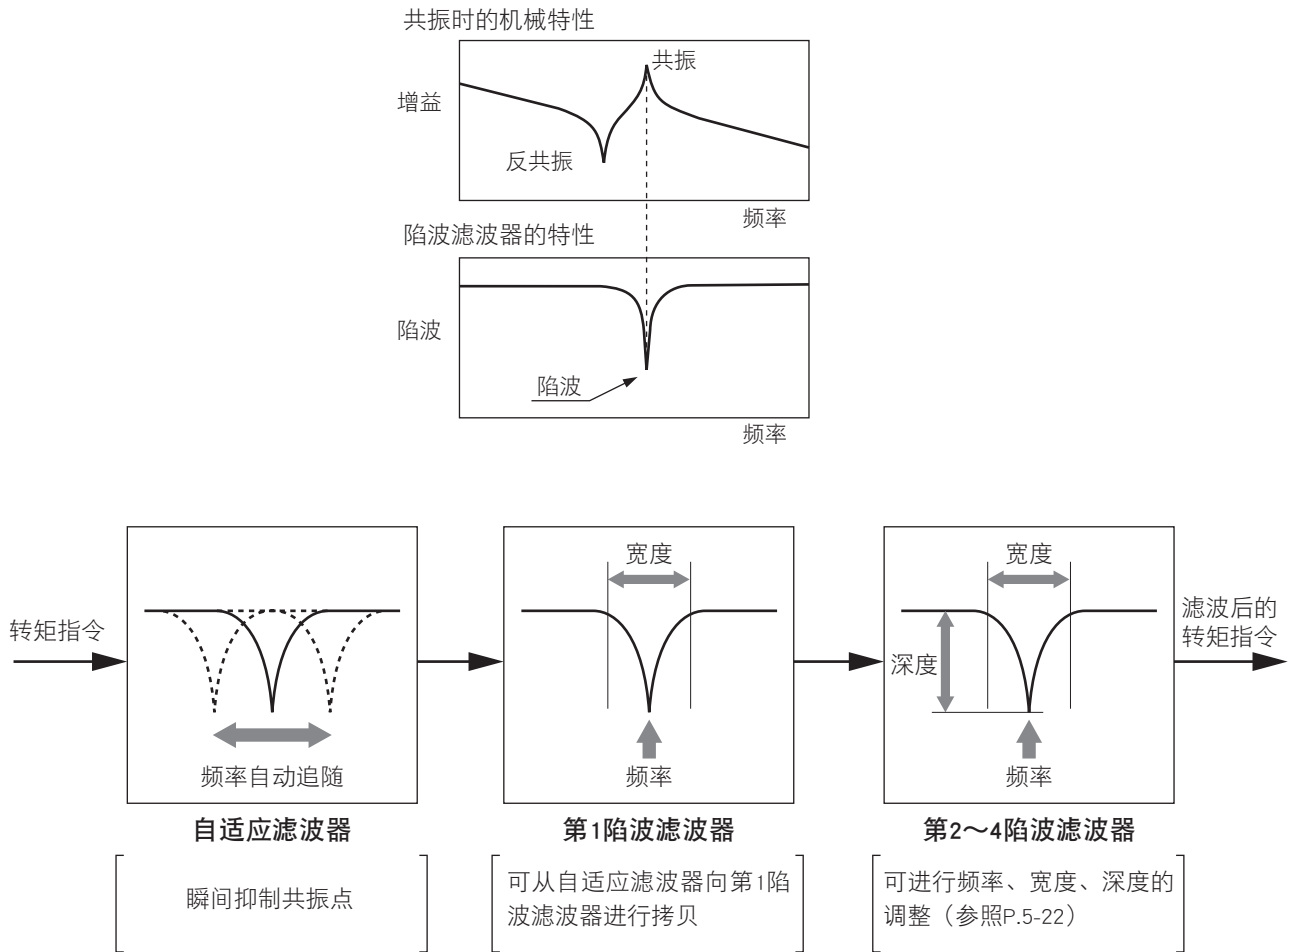 共振时的机械特性
共振
增益
反共振
频率
陷波滤波器的特性
陷波
陷波
频率
转矩指令
频率自动追随
自适应滤波器
瞬间抑制共振点
宽度
频率
第1陷波滤波器
可从自适应滤波器向第1陷
波滤波器进行拷贝
宽度
深度
频率
第2～4陷波滤波器
可进行频率、宽度、深度的
调整（参照P.5-22）
滤波后的
转矩指令